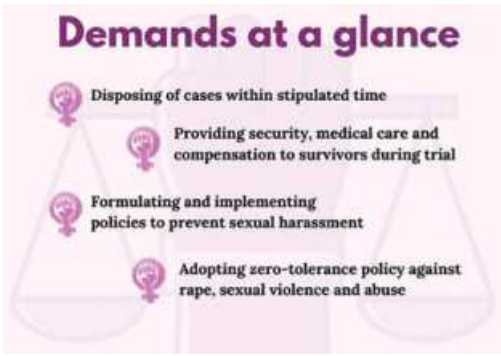 Demands at a glance
Disposing of cases within stipulated time
Providing security, medical care and
compensation to survivors during trial
Formulating and implementing
policies to prevent sexual harassment
Adopting zero-tolerance policy against
rape, sexual violence and abuse